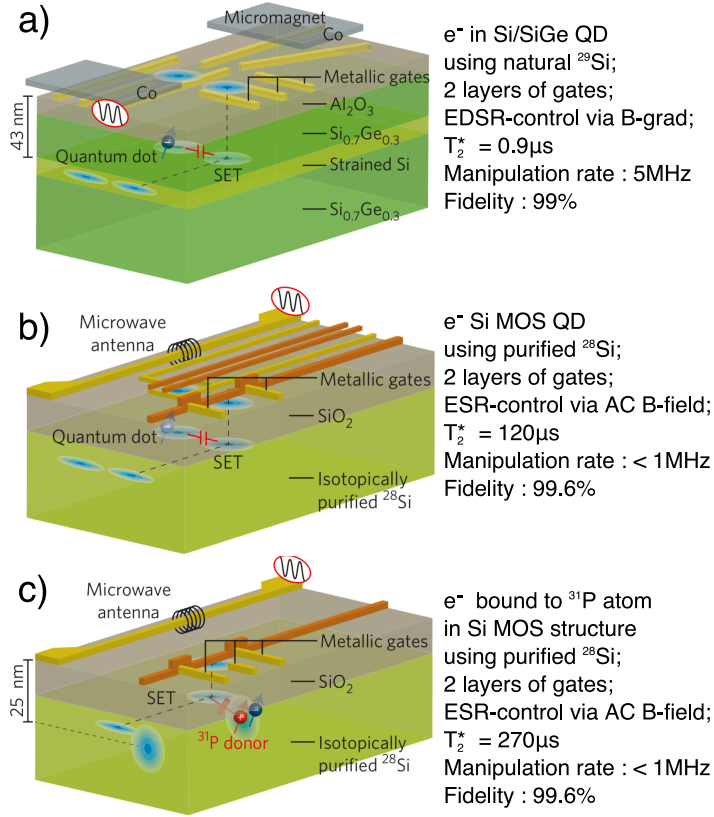 a)
Micromagnet
Co
Co
Metallic gates
Al₂O₃
Si₀.₇Ge₀.₃
Quantum dot
SET
Strained Si
Si₀.₇Ge₀.₃
43 nm
e⁻ in Si/SiGe QD
using natural ²⁹Si;
2 layers of gates;
EDSR-control via B-grad;
T₂* = 0.9µs
Manipulation rate : 5MHz
Fidelity : 99%
b)
Microwave
antenna
Metallic gates
SiO₂
Quantum dot
SET
Isotopically
purified ²⁸Si
e⁻ Si MOS QD
using purified ²⁸Si;
2 layers of gates;
ESR-control via AC B-field;
T₂* = 120µs
Manipulation rate : < 1MHz
Fidelity : 99.6%
c)
Microwave
antenna
Metallic gates
SET
SiO₂
25 nm
³¹P donor
Isotopically
purified ²⁸Si
e⁻ bound to ³¹P atom
in Si MOS structure
using purified ²⁸Si;
2 layers of gates;
ESR-control via AC B-field;
T₂* = 270µs
Manipulation rate : < 1MHz
Fidelity : 99.6%